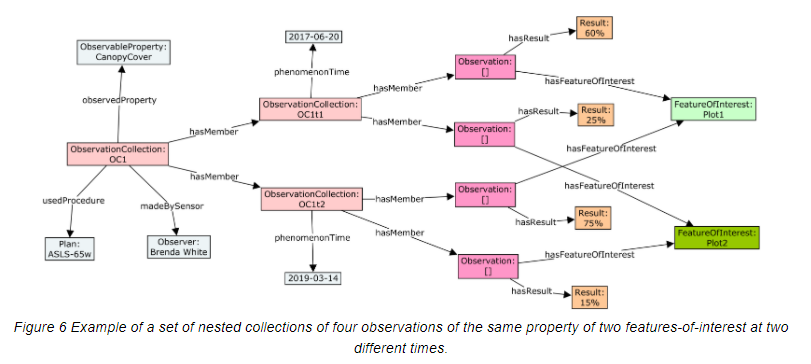 ObservableProperty:
CanopyCover
observedProperty
ObservationCollection:
OC1
usedProcedure
madeBySensor
Plan:
ASLS-65w
Observer:
Brenda White
hasMember
hasMember
2017-06-20
phenomenonTime
ObservationCollection:
OC1t1
ObservationCollection:
OC1t2
phenomenonTime
2019-03-14
hasMember
hasMember
hasMember
hasMember
Observation:
[]
Observation:
[]
Observation:
[]
Observation:
[]
hasResult
Result:
60%
hasFeatureOfInterest
hasResult
Result:
25%
hasFeatureOfInterest
hasFeatureOfInterest
hasResult
Result:
75%
hasFeatureOfInterest
hasResult
Result:
15%
FeatureOfInterest:
Plot1
FeatureOfInterest:
Plot2
Figure 6 Example of a set of nested collections of four observations of the same property of two features-of-interest at two
different times.